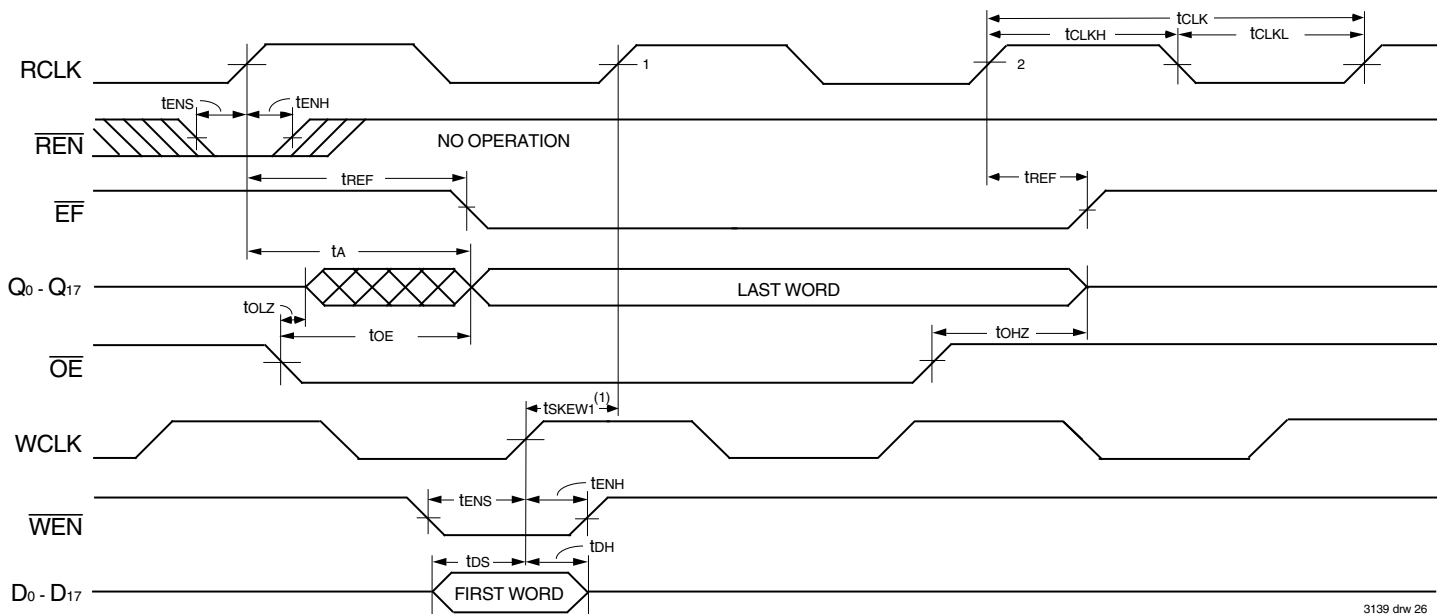 tCLK
tCLKH tCLKL
RCLK 1 2
tENS tENH
REN NO OPERATION
tREF tREF
EF
tA
Q0 - Q17 LAST WORD
tOLZ
tOE tOHZ
OE
tSKEW1(1)
WCLK
tENS tENH
WEN
tDS tDH
D0 - D17 FIRST WORD
3139 drw 26